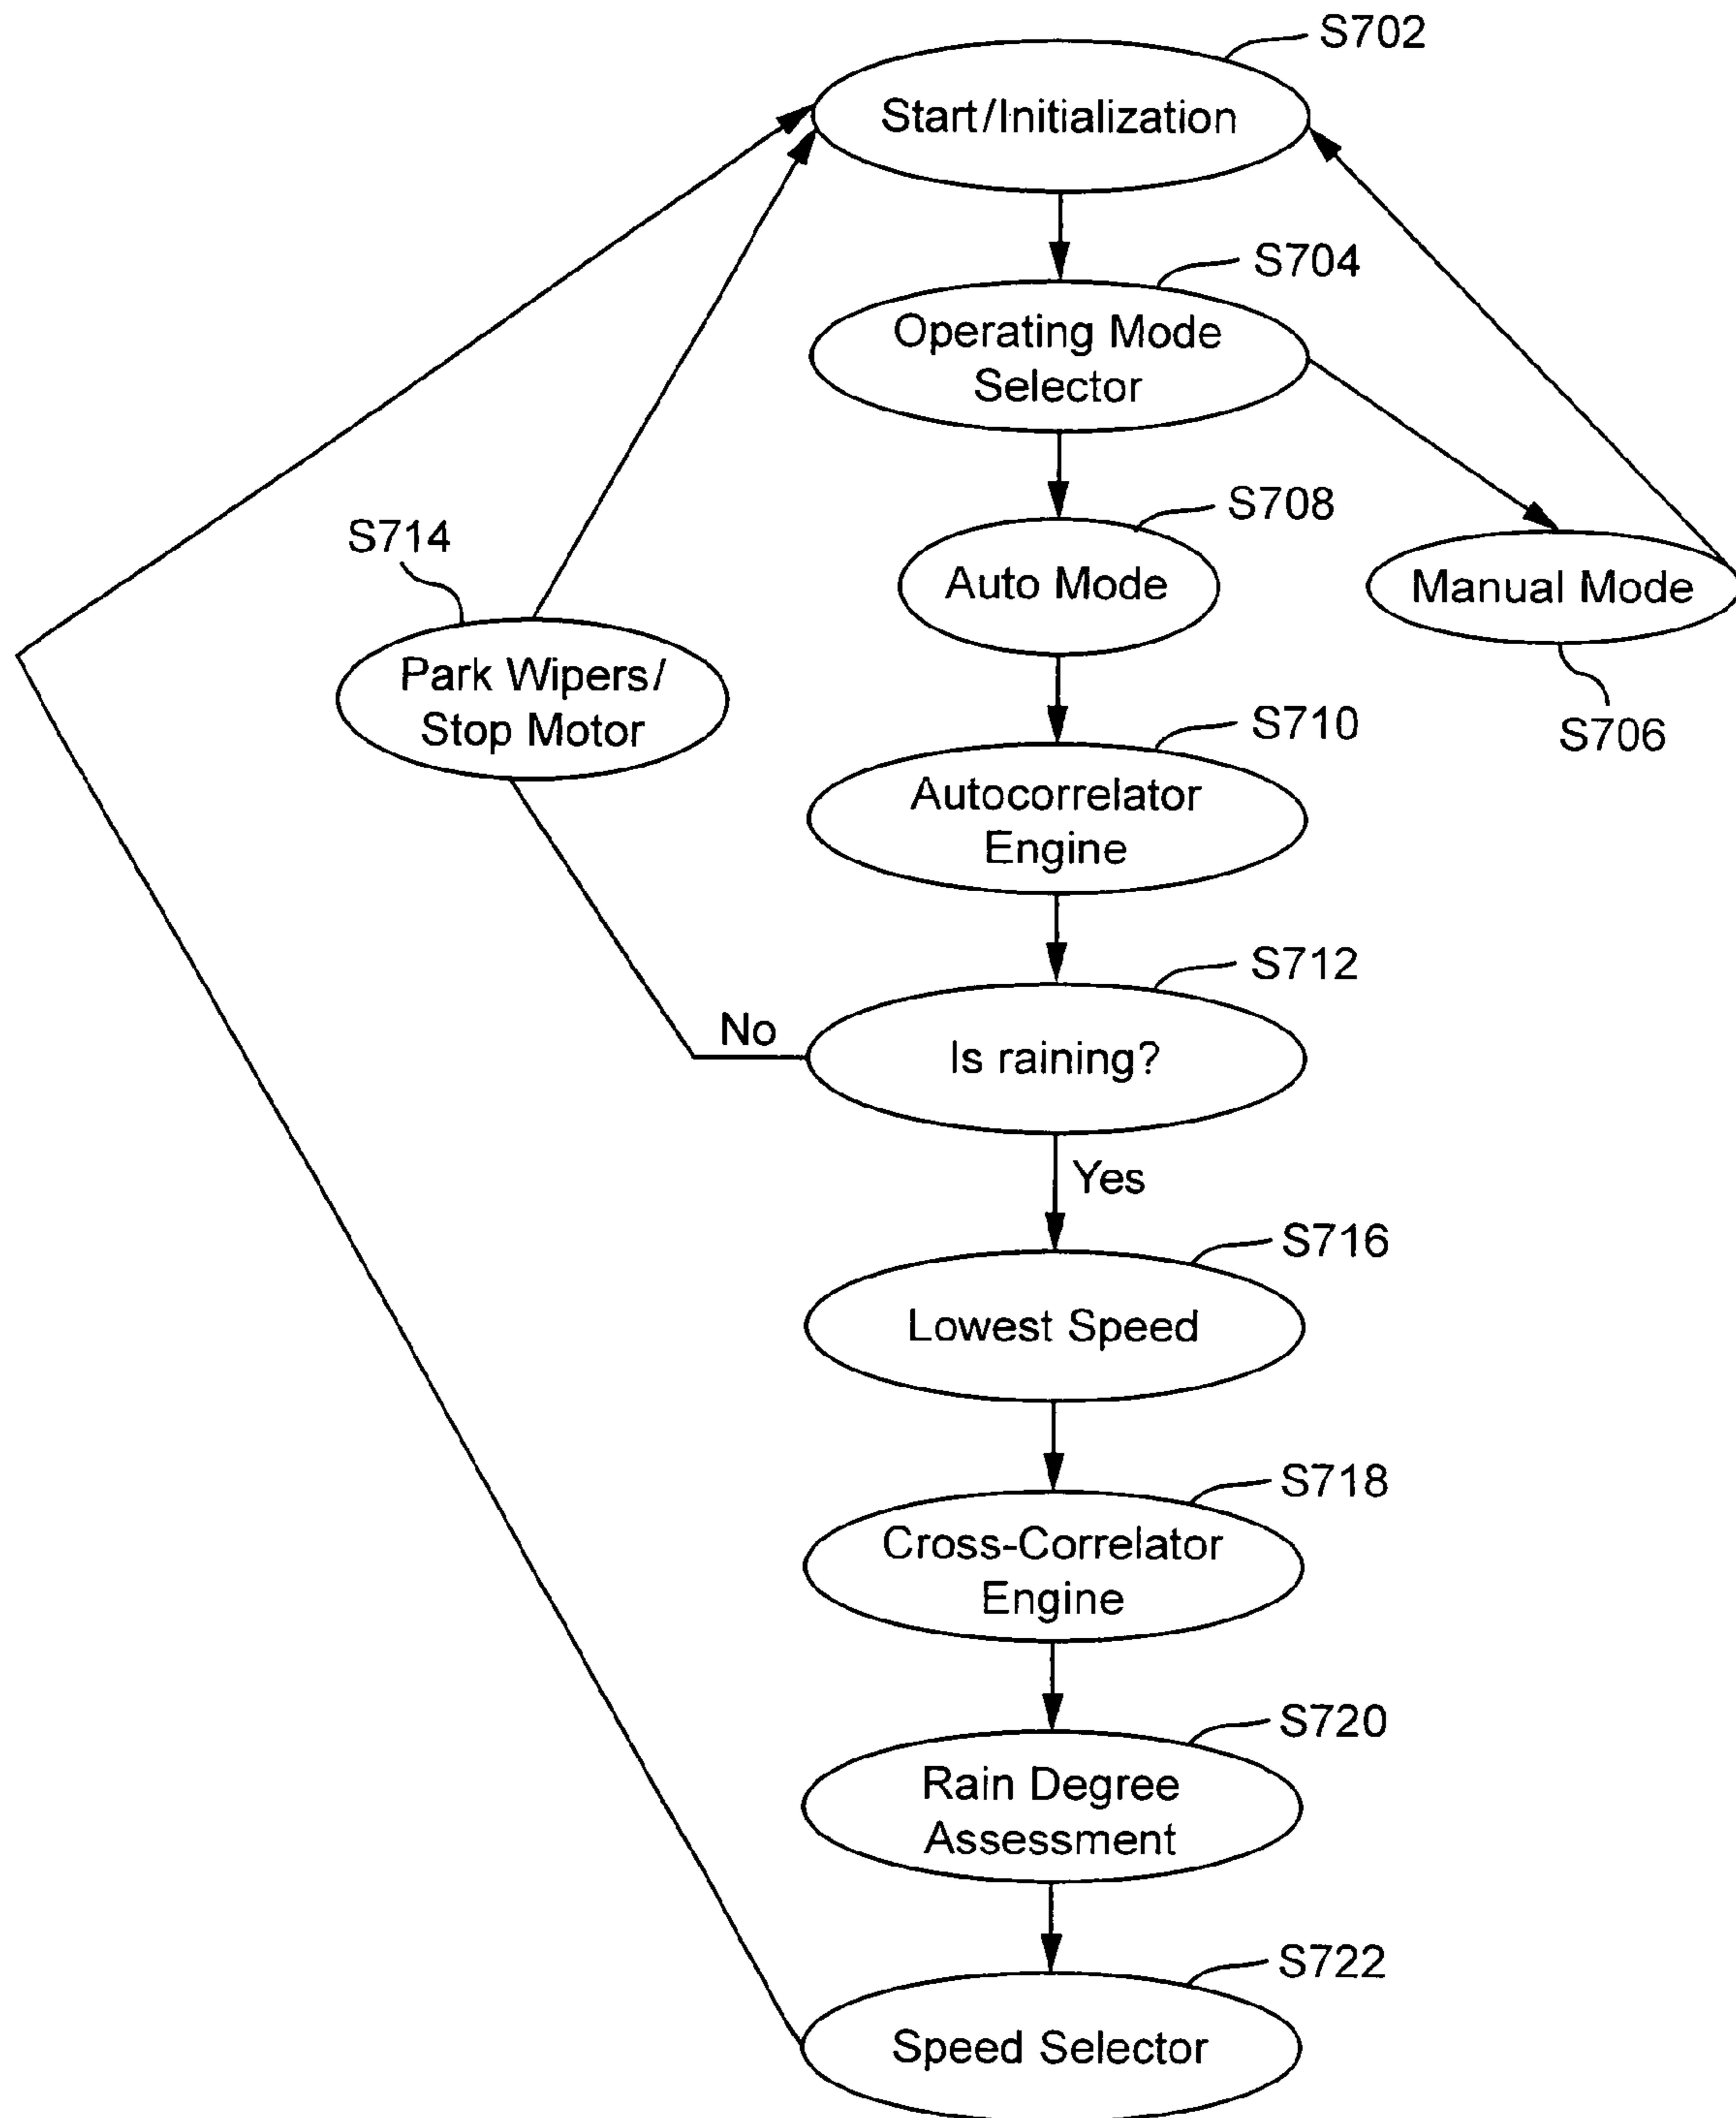 S702
Start/Initialization
S704
Operating Mode
Selector
S708
Auto Mode
Manual Mode
S706
S714
Park Wipers/
Stop Motor
S710
Autocorrelator
Engine
S712
Is raining?
No
Yes
S716
Lowest Speed
S718
Cross-Correlator
Engine
S720
Rain Degree
Assessment
S722
Speed Selector